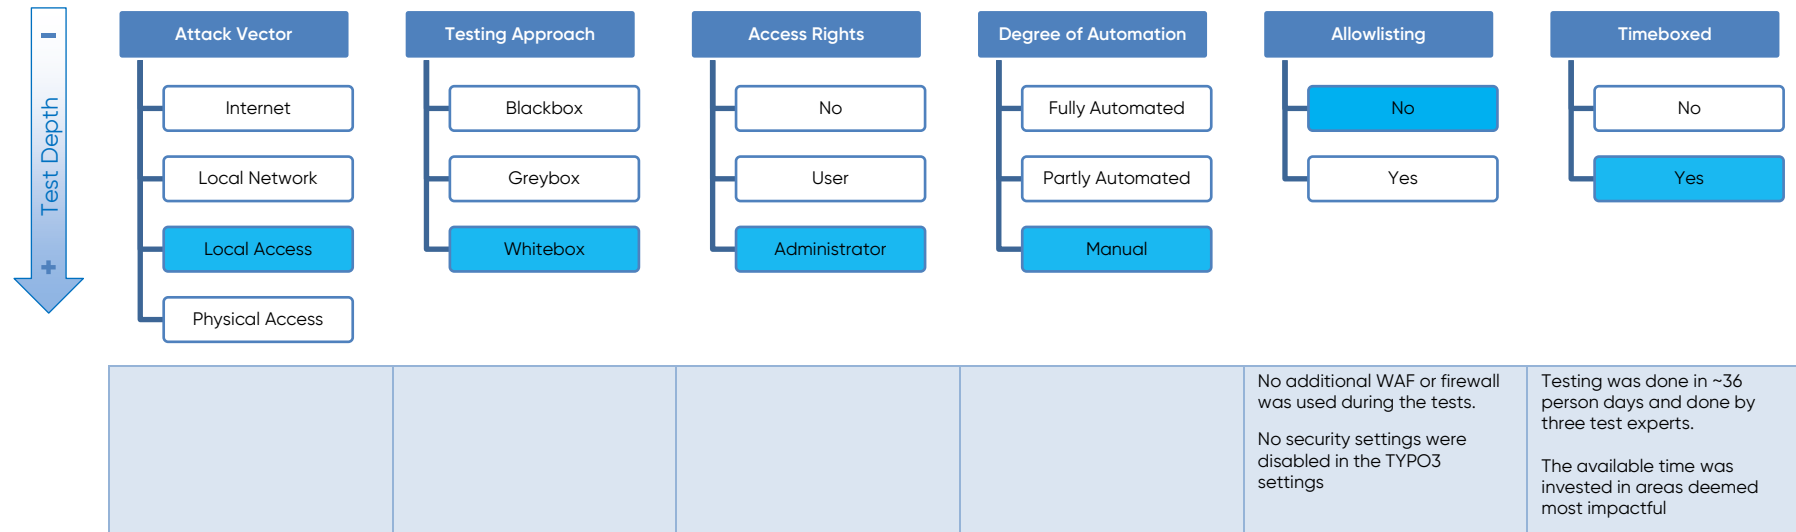 −
Test Depth
+
Attack Vector
Internet
Local Network
Local Access
Physical Access
Testing Approach
Blackbox
Greybox
Whitebox
Access Rights
No
User
Administrator
Degree of Automation
Fully Automated
Partly Automated
Manual
Allowlisting
No
Yes
Timeboxed
No
Yes
No additional WAF or firewall
was used during the tests.
No security settings were
disabled in the TYPO3
settings
Testing was done in ~36
person days and done by
three test experts.
The available time was
invested in areas deemed
most impactful